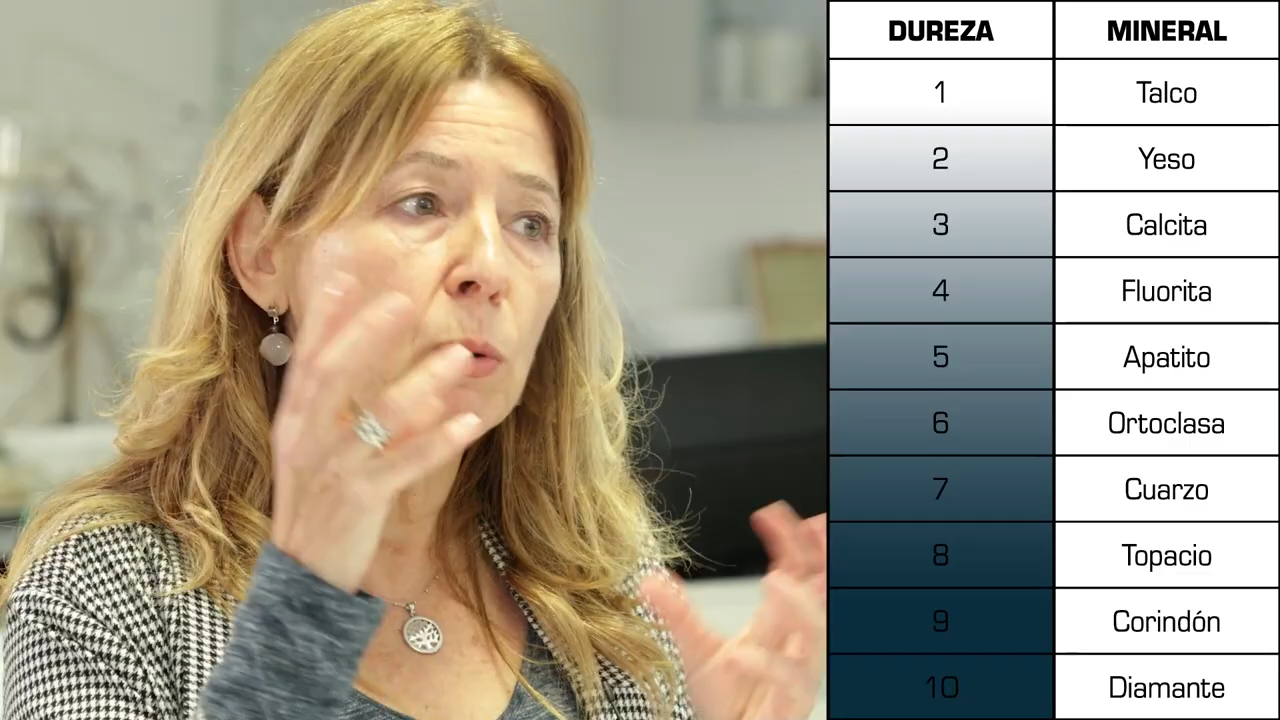 DUREZA MINERAL
1 Talco
2 Yeso
3 Calcita
4 Fluorita
5 Apatito
6 Ortoclasa
7 Cuarzo
8 Topacio
9 Corindón
10 Diamante